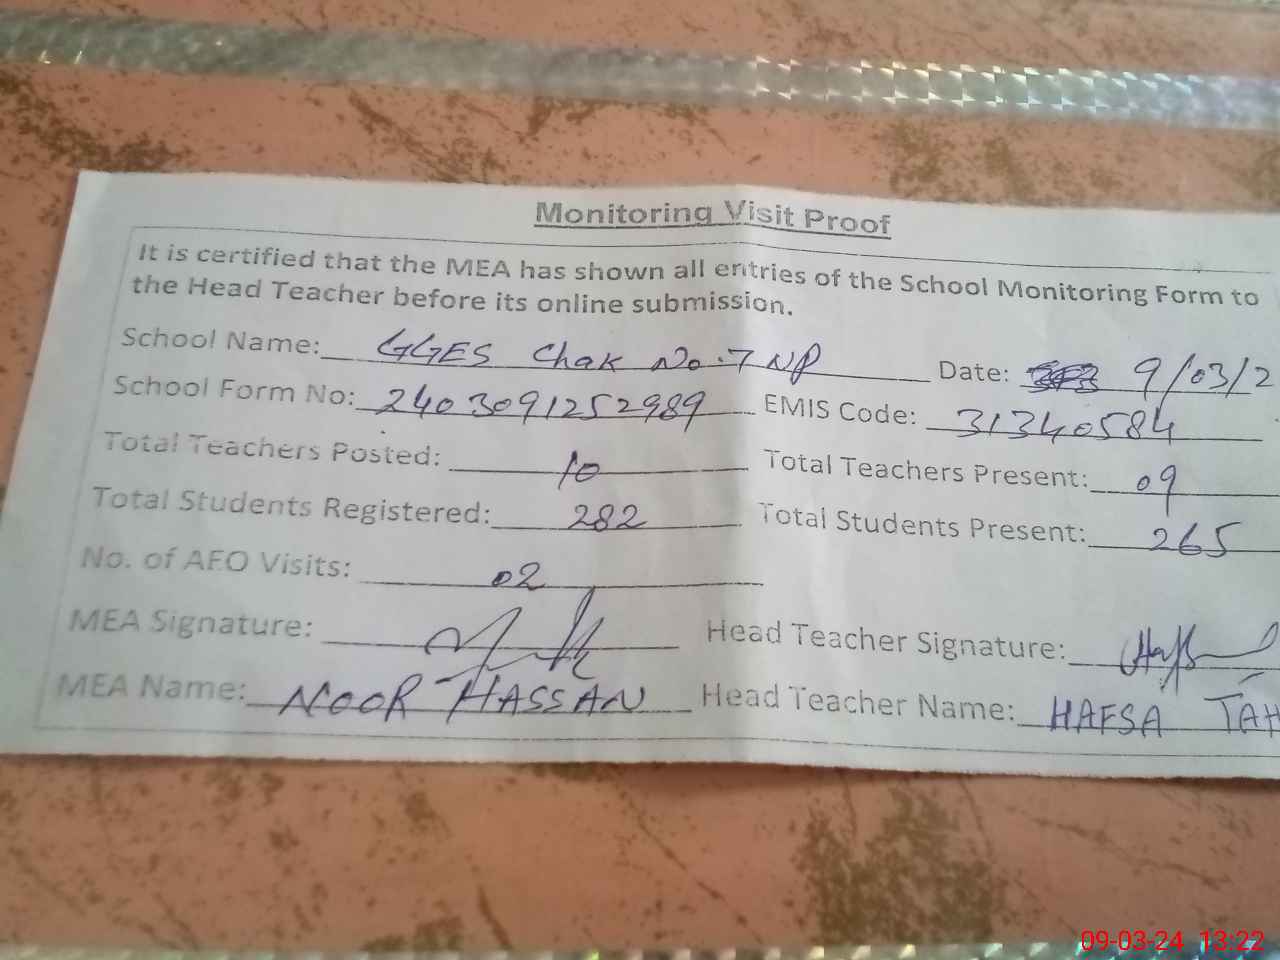 Monitoring Visit Proof
It is certified that the MEA has shown all entries of the School Monitoring Form to
the Head Teacher before its online submission.
School Name: GGES Chak No.7 NP Date: 9/03/2
School Form No: 2403091252989 EMIS Code: 31340584
Total Teachers Posted: 10 Total Teachers Present: 09
Total Students Registered: 282 Total Students Present: 265
No. of AEO Visits: 02
MEA Signature: Head Teacher Signature:
MEA Name: NOOR HASSAN Head Teacher Name: HAFSA TAH
09-03-24 13:22